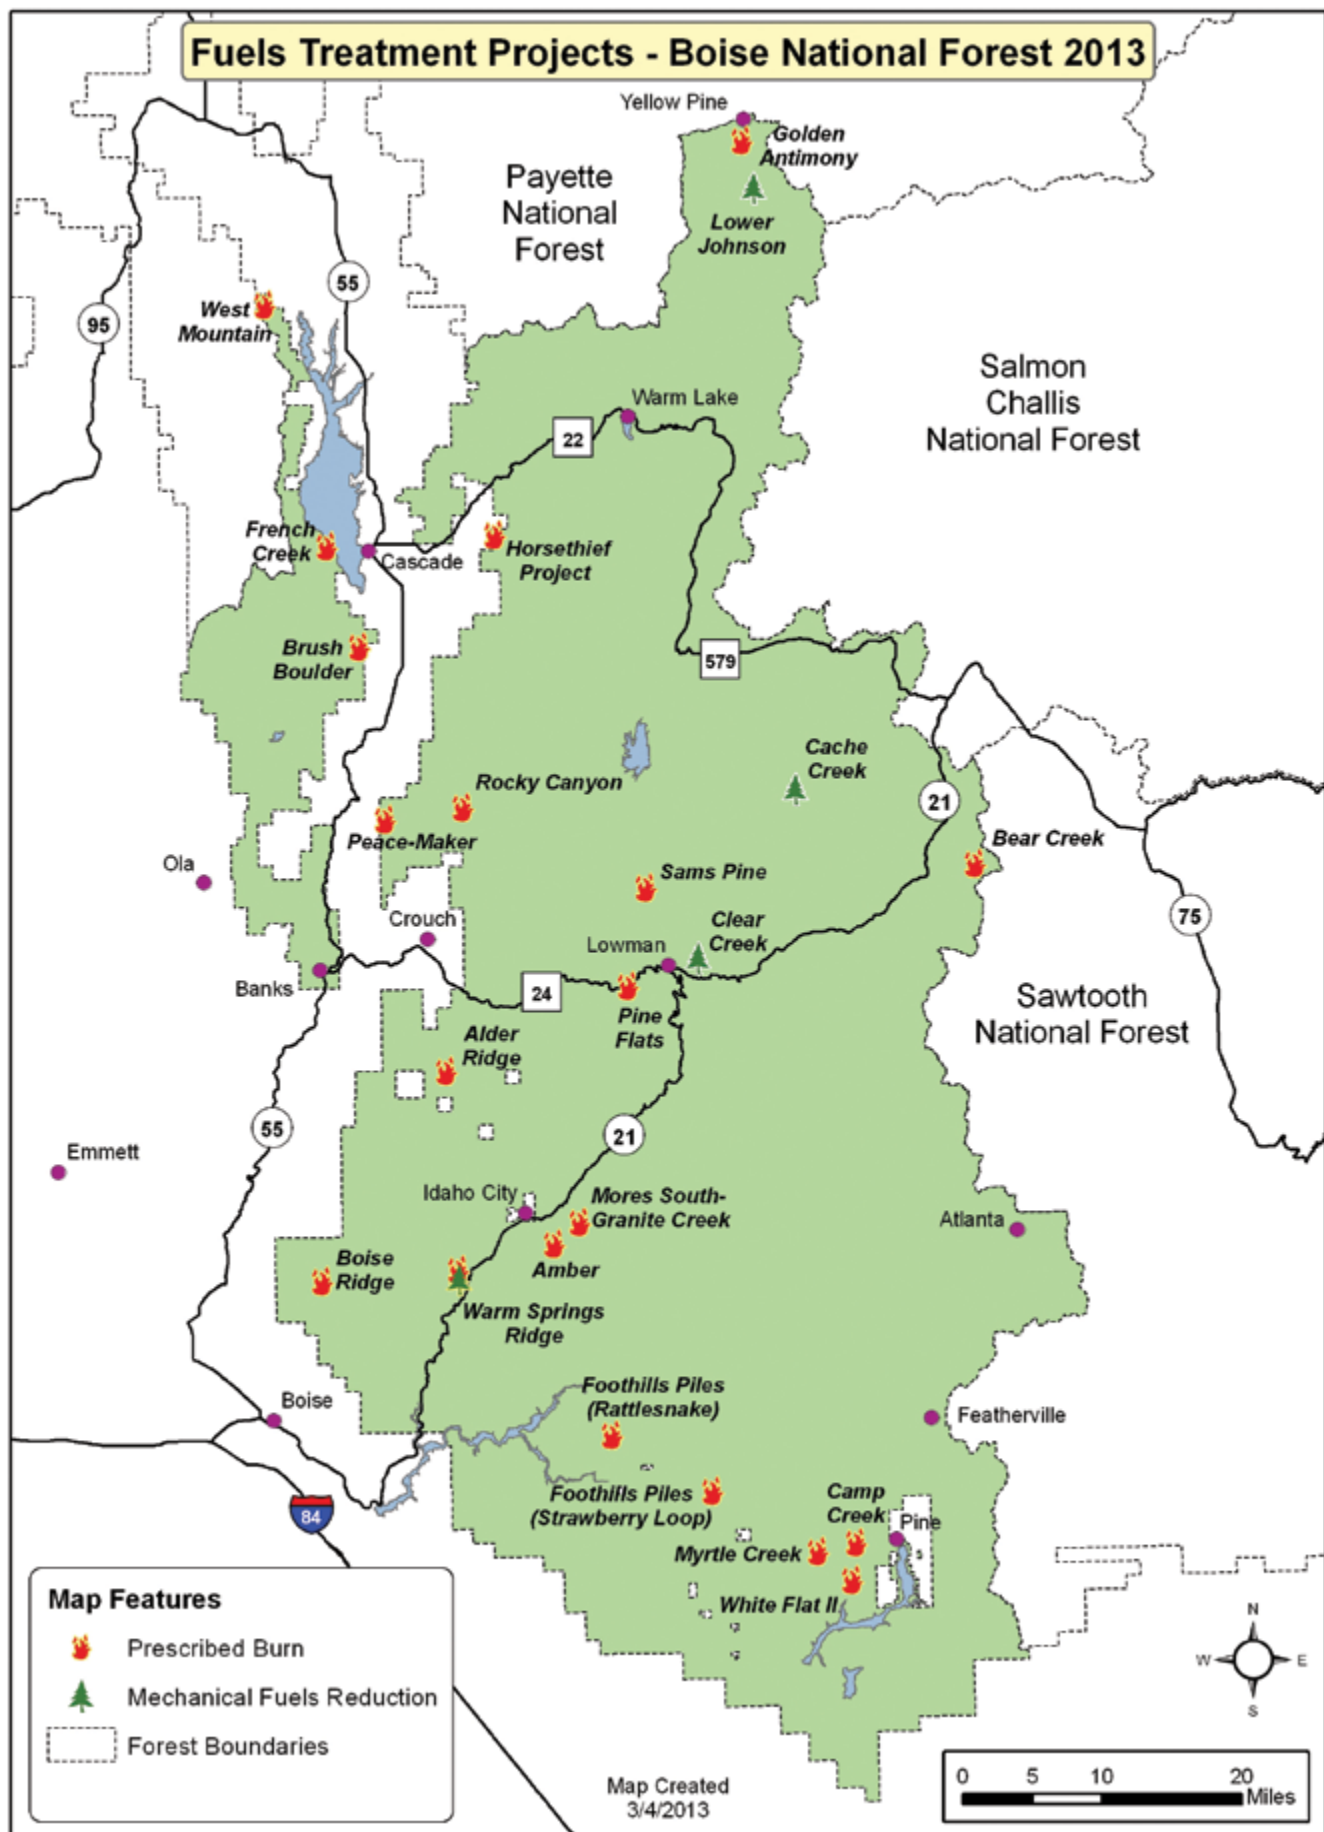 Fuels Treatment Projects - Boise National Forest 2013
Yellow Pine
Golden
Antimony
Payette
National
Forest
Lower
Johnson
55
West
Mountain
95
Salmon
Challis
National Forest
Warm Lake
22
French
Creek
Cascade
Horsethief
Project
Brush
Boulder
579
Cache
Creek
Rocky Canyon
21
Peace-Maker
Bear Creek
Ola
Sams Pine
75
Crouch
Clear
Creek
Lowman
Banks
24
Sawtooth
National Forest
Pine
Flats
Alder
Ridge
55
21
Emmett
Idaho City
Mores South-
Granite Creek
Atlanta
Boise
Ridge
Amber
Warm Springs
Ridge
Foothills Piles
(Rattlesnake)
Boise
Featherville
Foothills Piles
(Strawberry Loop)
Camp
Creek
84
Pine
Myrtle Creek
White Flat II
Map Features
Prescribed Burn
Mechanical Fuels Reduction
Forest Boundaries
N
W
E
S
Map Created
3/4/2013
0 5 10 20
Miles